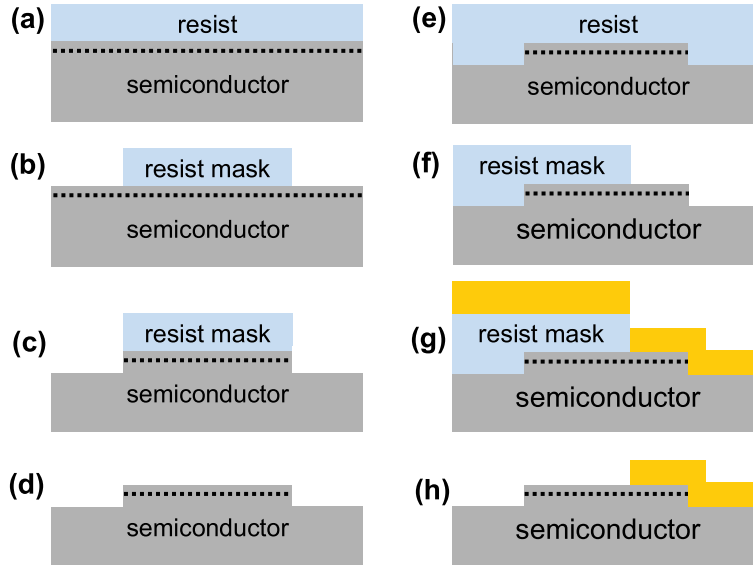 (a)
resist
semiconductor
(b)
resist mask
semiconductor
(c)
resist mask
semiconductor
(d)
semiconductor
(e)
resist
semiconductor
(f)
resist mask
semiconductor
(g)
resist mask
semiconductor
(h)
semiconductor